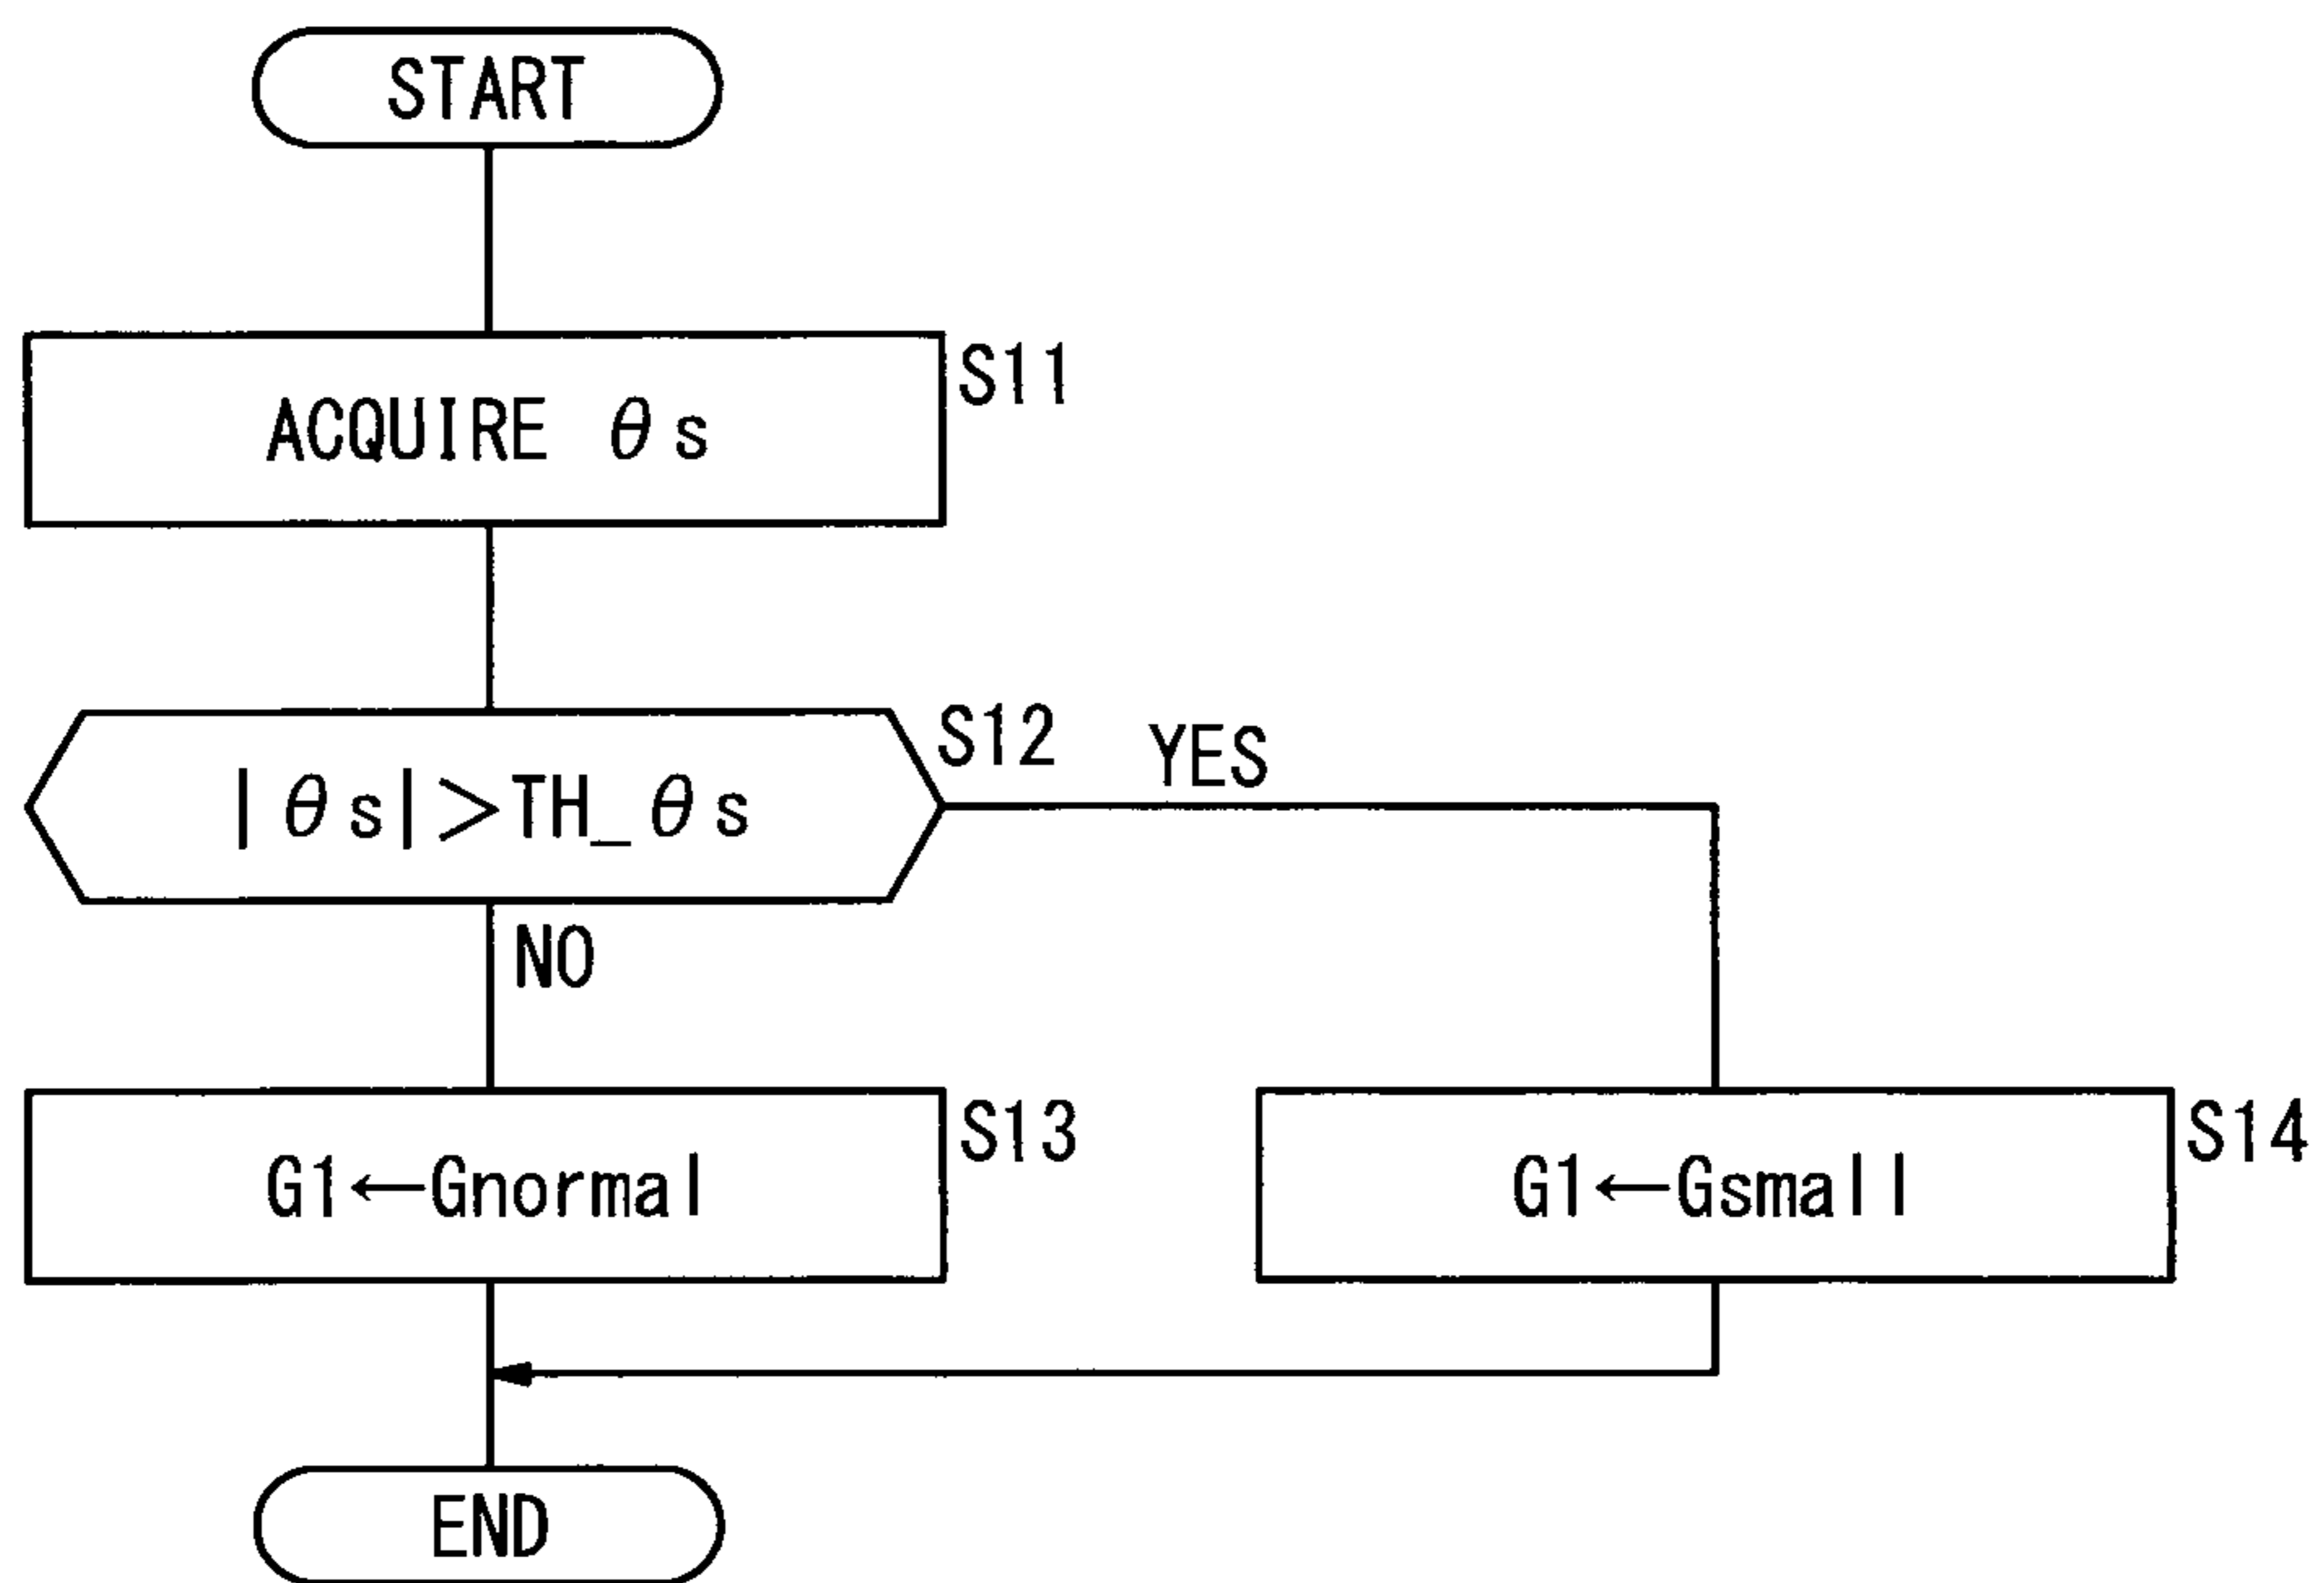 START
S11
ACQUIRE θs
S12
YES
|θs|>TH_θs
NO
S13
G1←Gnormal
S14
G1←Gsmall
END